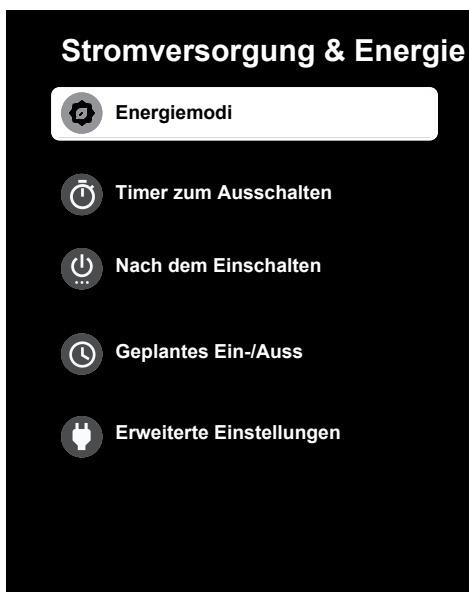 Stromversorgung & Energie
Energiemodi
Timer zum Ausschalten
Nach dem Einschalten
Geplantes Ein-/Auss
Erweiterte Einstellungen